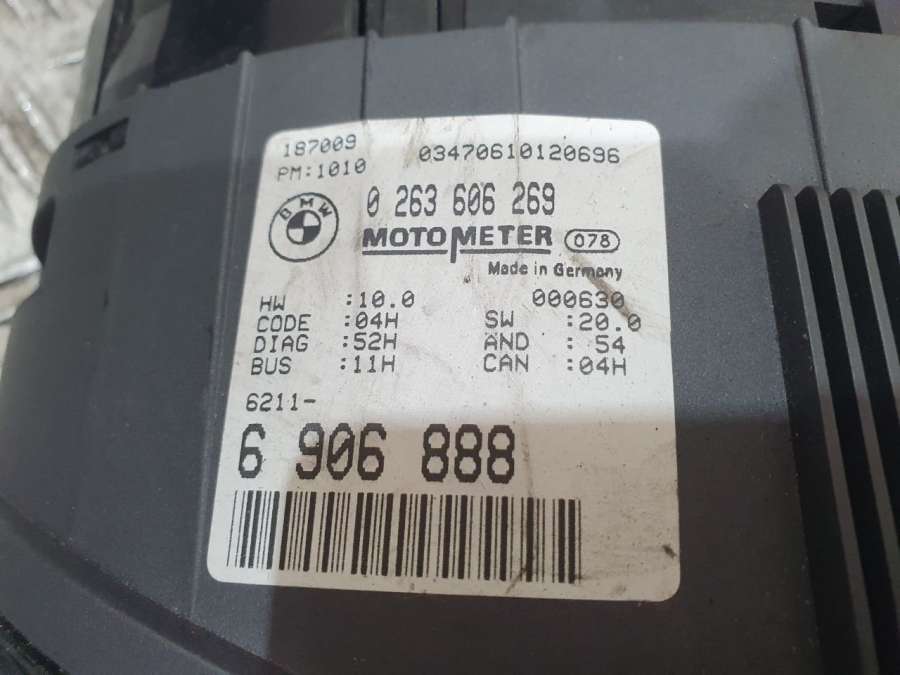 187009
PM:1010
03470610120696
BMW
0 263 606 269
MOTOMETER 078
Made in Germany
HW :10.0 000630
CODE :04H SW :20.0
DIAG :52H AND : 54
BUS :11H CAN :04H
6211-
6 906 888